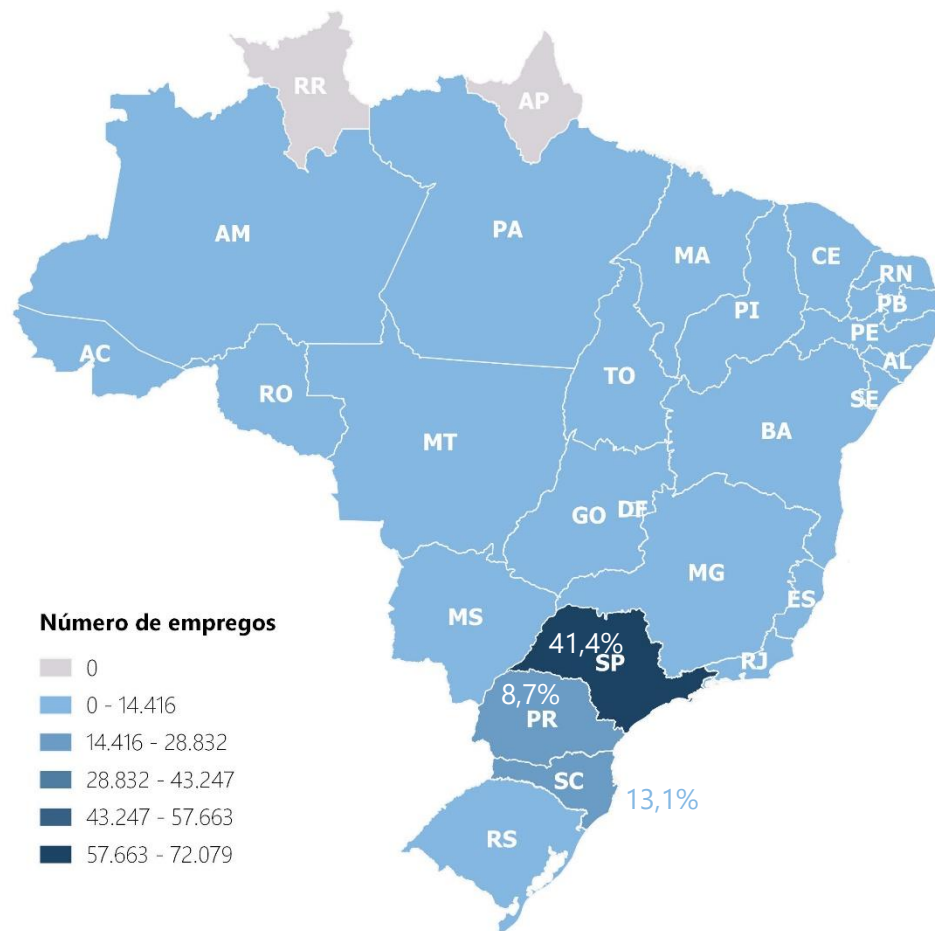 RR
AP
AM
PA
MA
CE
RN
PB
PI
PE
AL
AC
TO
SE
RO
BA
MT
GO
DF
MG
ES
MS
41,4%
SP
RJ
8,7%
PR
SC
13,1%
RS
Número de empregos
0
0 - 14.416
14.416 - 28.832
28.832 - 43.247
43.247 - 57.663
57.663 - 72.079